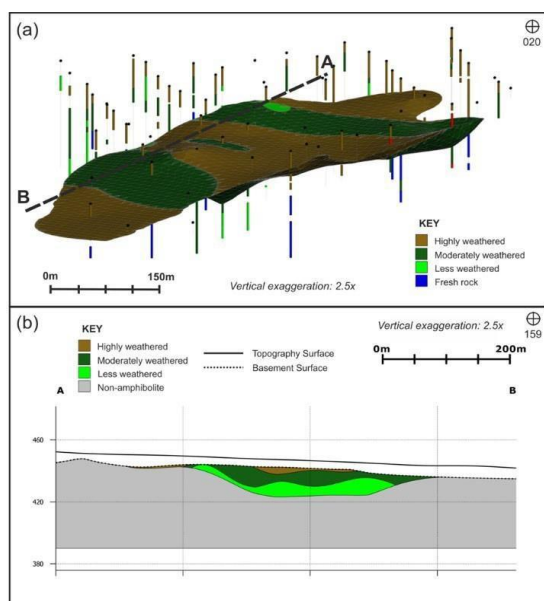 (a)
020
A
B
KEY
Highly weathered
Moderately weathered
Less weathered
Fresh rock
0m 150m
Vertical exaggeration: 2.5x
(b)
159
KEY
Highly weathered
Moderately weathered
Less weathered
Non-amphibolite
Topography Surface
Basement Surface
Vertical exaggeration: 2.5x
0m 200m
A B
460
420
380